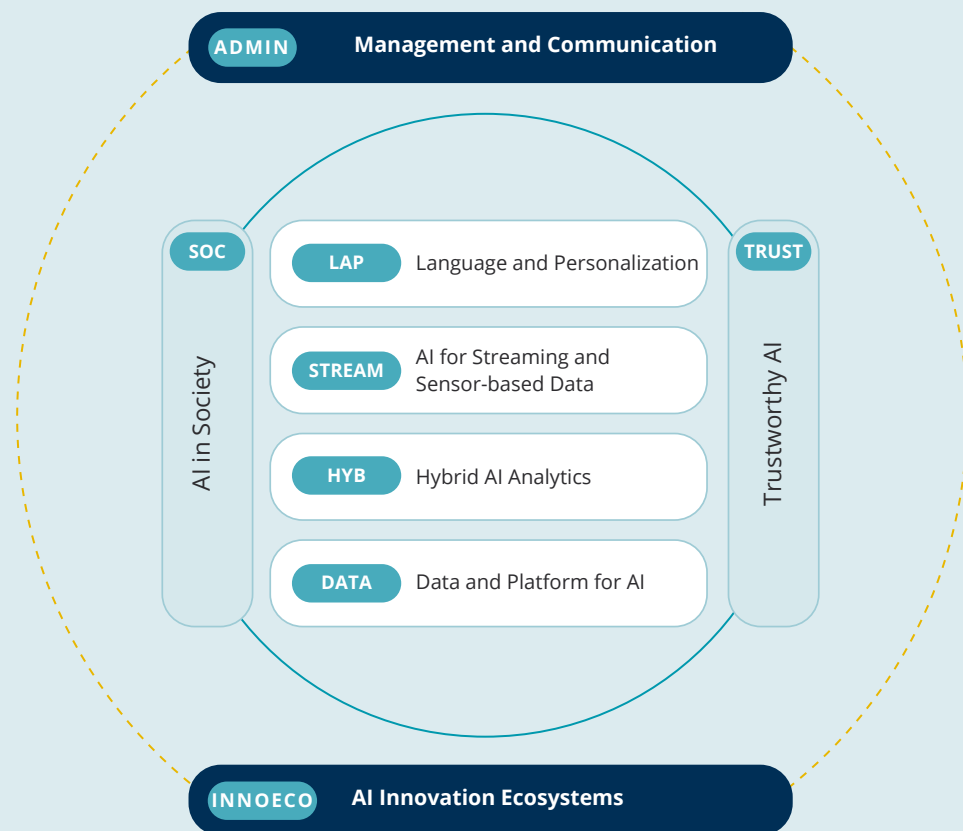 ADMIN Management and Communication
SOC
AI in Society
LAP Language and Personalization
STREAM AI for Streaming and
Sensor-based Data
HYB Hybrid AI Analytics
DATA Data and Platform for AI
TRUST
Trustworthy AI
INNOECO AI Innovation Ecosystems